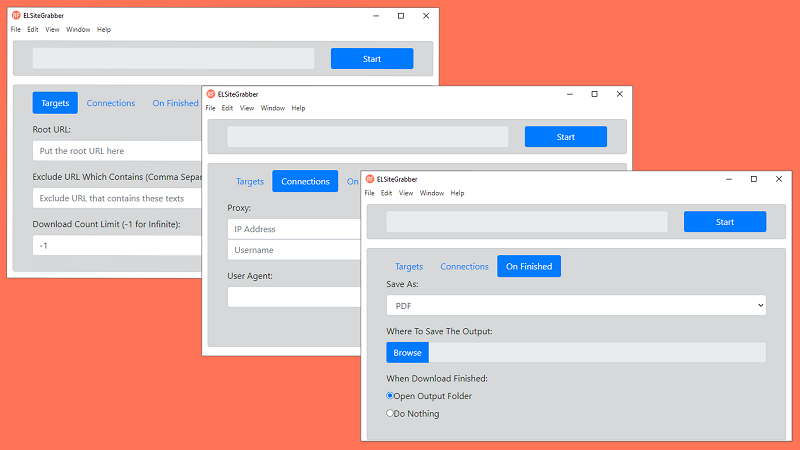 ELSiteGrabber
File Edit View Window Help
Start
Targets Connections On Finished
Root URL:
Put the root URL here
Exclude URL Which Contains (Comma Separ
Exclude URL that contains these texts
Download Count Limit (-1 for Infinite):
-1
ELSiteGrabber
File Edit View Window Help
Start
Targets Connections On
Proxy:
IP Address
Username
User Agent:
ELSiteGrabber
File Edit View Window Help
Start
Targets Connections On Finished
Save As:
PDF
Where To Save The Output:
Browse
When Download Finished:
Open Output Folder
Do Nothing